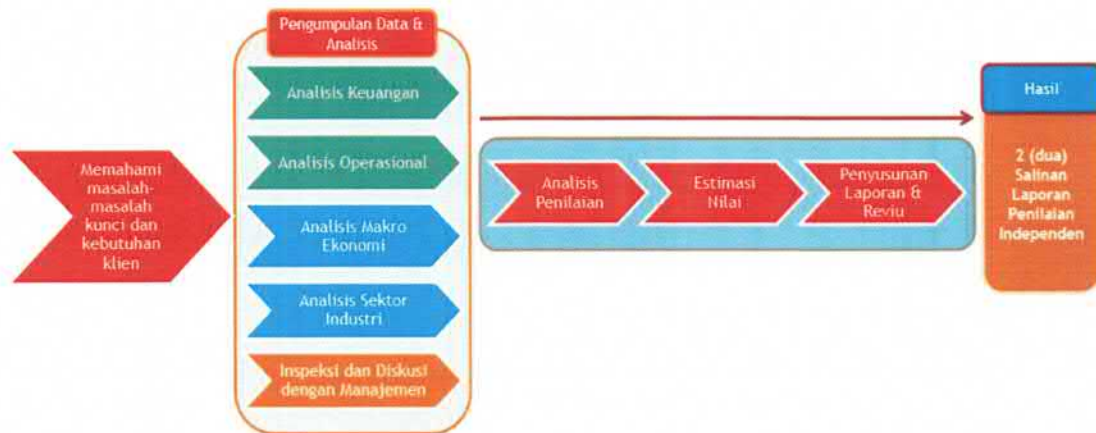 Pengumpulan Data &
Analisis
Memahami
masalah-
masalah
kunci dan
kebutuhan
klien
Analisis Keuangan
Analisis Operasional
Analisis Makro
Ekonomi
Analisis Sektor
Industri
Inspeksi dan Diskusi
dengan Manajemen
Analisis
Penilaian
Estimasi
Nilai
Penyusunan
Laporan &
Reviu
Hasil
2 (dua)
Salinan
Laporan
Penilaian
Independen